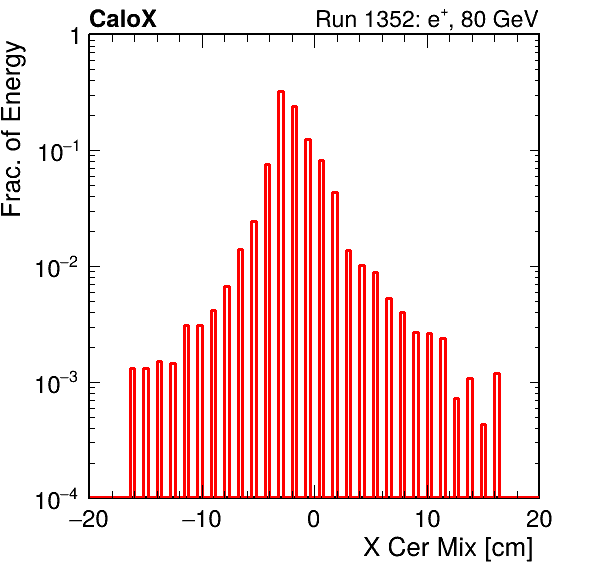 CaloX Run 1352: e⁺, 80 GeV
Frac. of Energy
1
10⁻¹
10⁻²
10⁻³
10⁻⁴
−20 −10 0 10 20
X Cer Mix [cm]